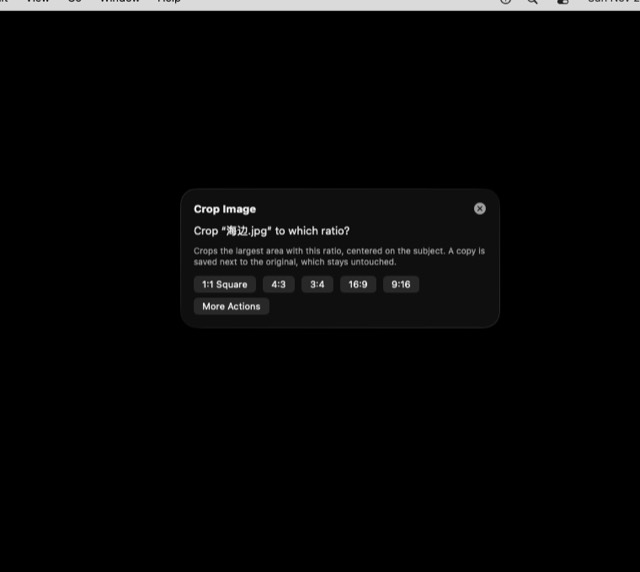 View Go Window Help
Crop Image
Crop "海边.jpg" to which ratio?
Crops the largest area with this ratio, centered on the subject. A copy is
saved next to the original, which stays untouched.
1:1 Square 4:3 3:4 16:9 9:16
More Actions